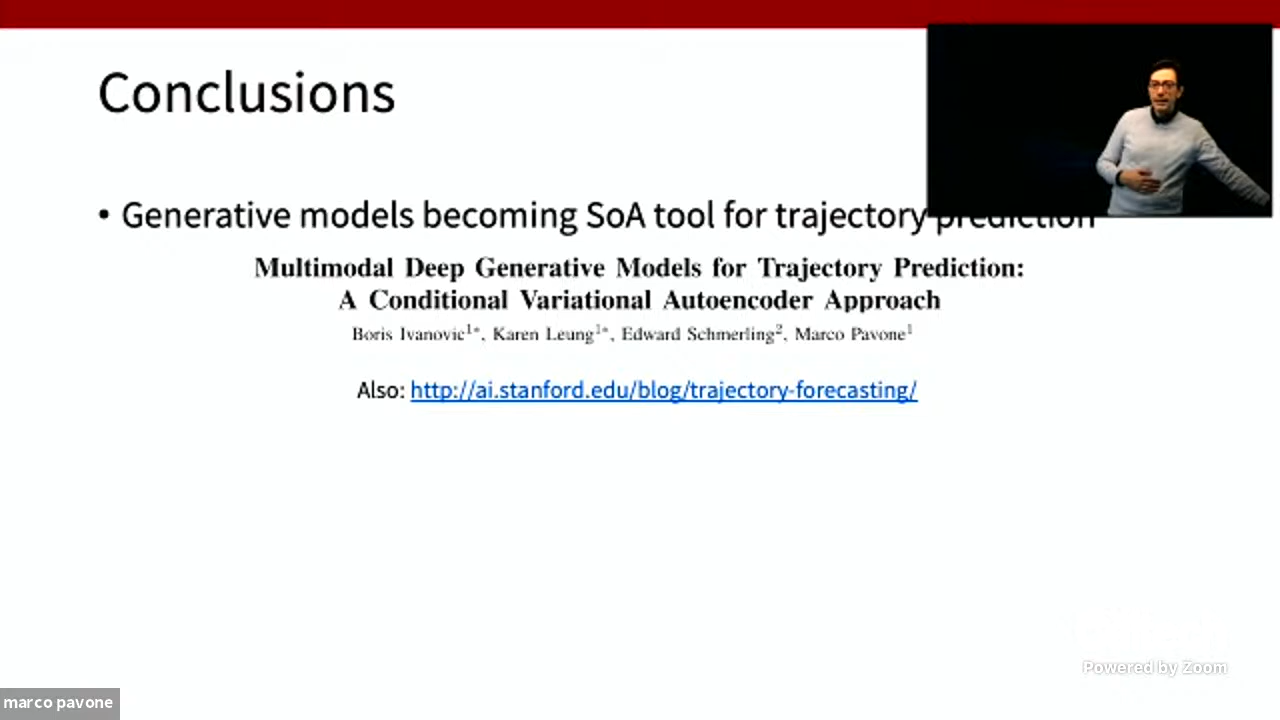 Conclusions
• Generative models becoming SoA tool for trajectory prediction
Multimodal Deep Generative Models for Trajectory Prediction:
A Conditional Variational Autoencoder Approach
Boris Ivanovic¹*, Karen Leung¹*, Edward Schmerling², Marco Pavone¹
Also: http://ai.stanford.edu/blog/trajectory-forecasting/
Powered by Zoom
marco pavone